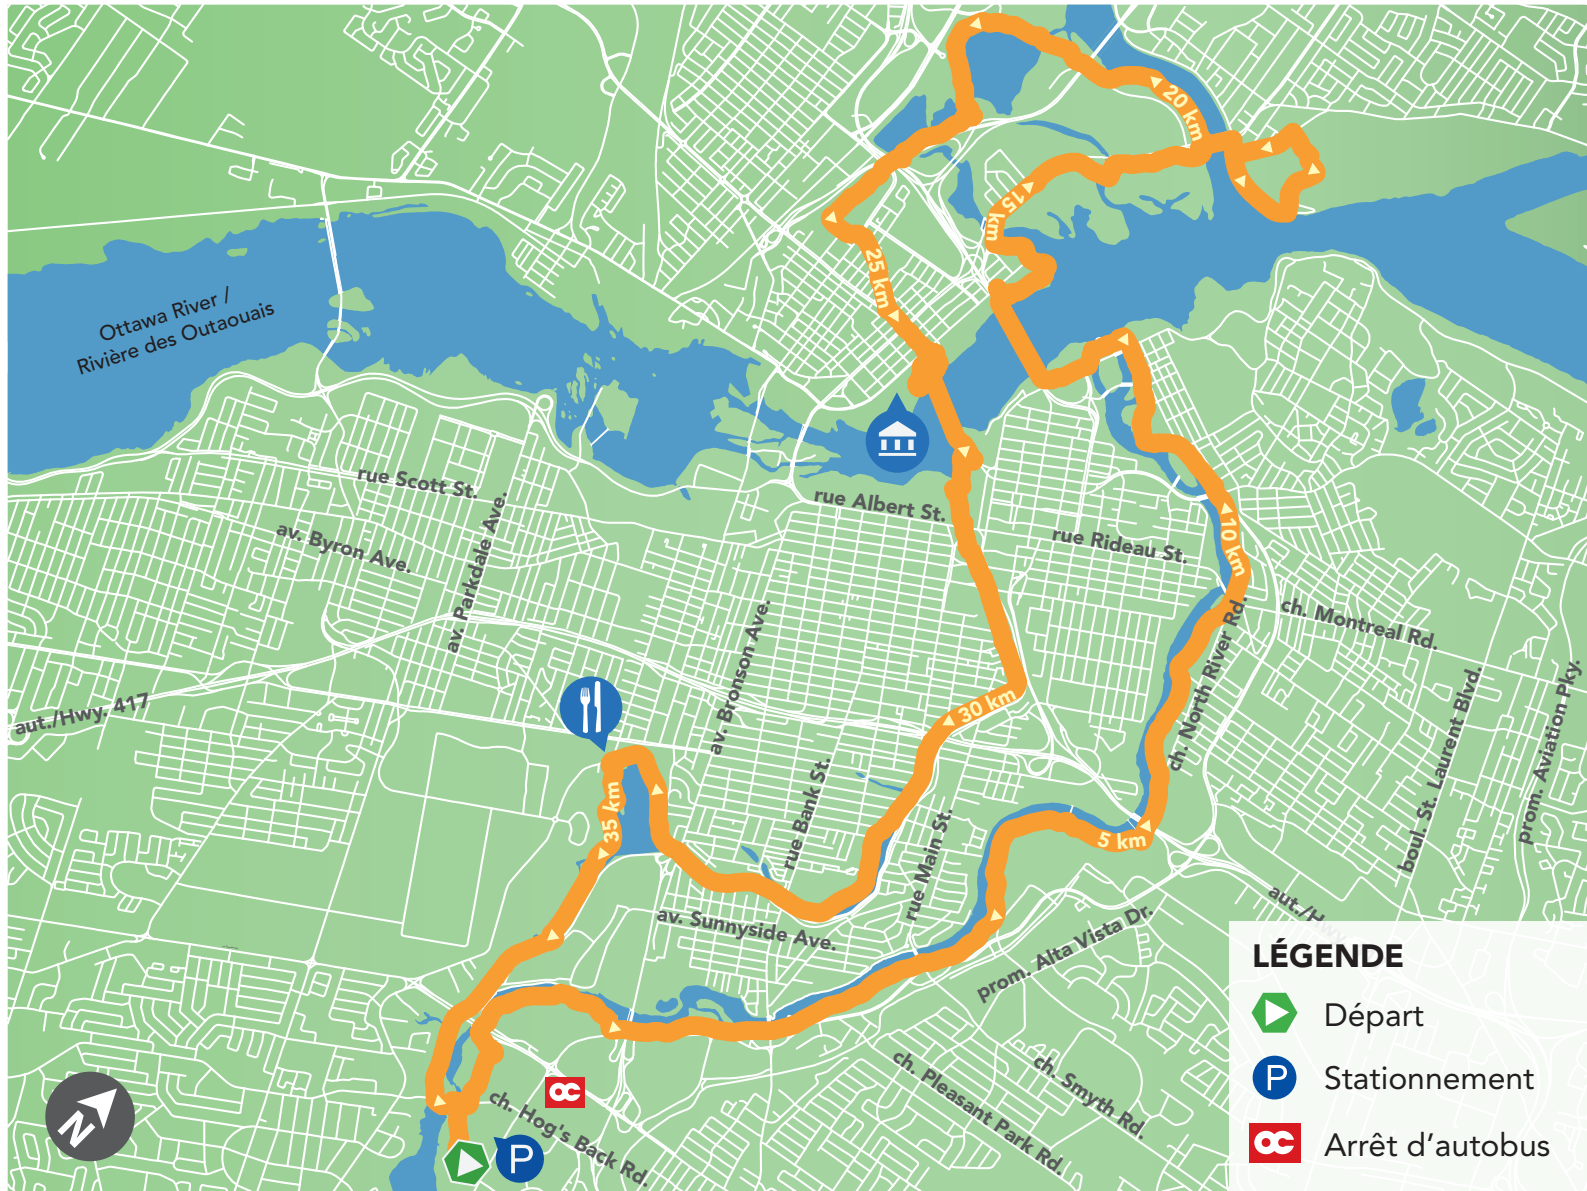 20 km
15 km
25 km
Ottawa River /
Rivière des Outaouais
rue Scott St.
rue Albert St.
av. Byron Ave.
av. Parkdale Ave.
rue Rideau St.
10 km
ch. Montreal Rd.
ch. North River Rd.
av. Bronson Ave.
aut./Hwy. 417
30 km
boul. St. Laurent Blvd.
prom. Aviation Pky.
rue Bank St.
35 km
rue Main St.
5 km
av. Sunnyside Ave.
prom. Alta Vista Dr.
aut./Hwy.
ch. Pleasant Park Rd.
ch. Smyth Rd.
oc
ch. Hog's Back Rd.
P
N
LÉGENDE
Départ
P Stationnement
oc Arrêt d'autobus